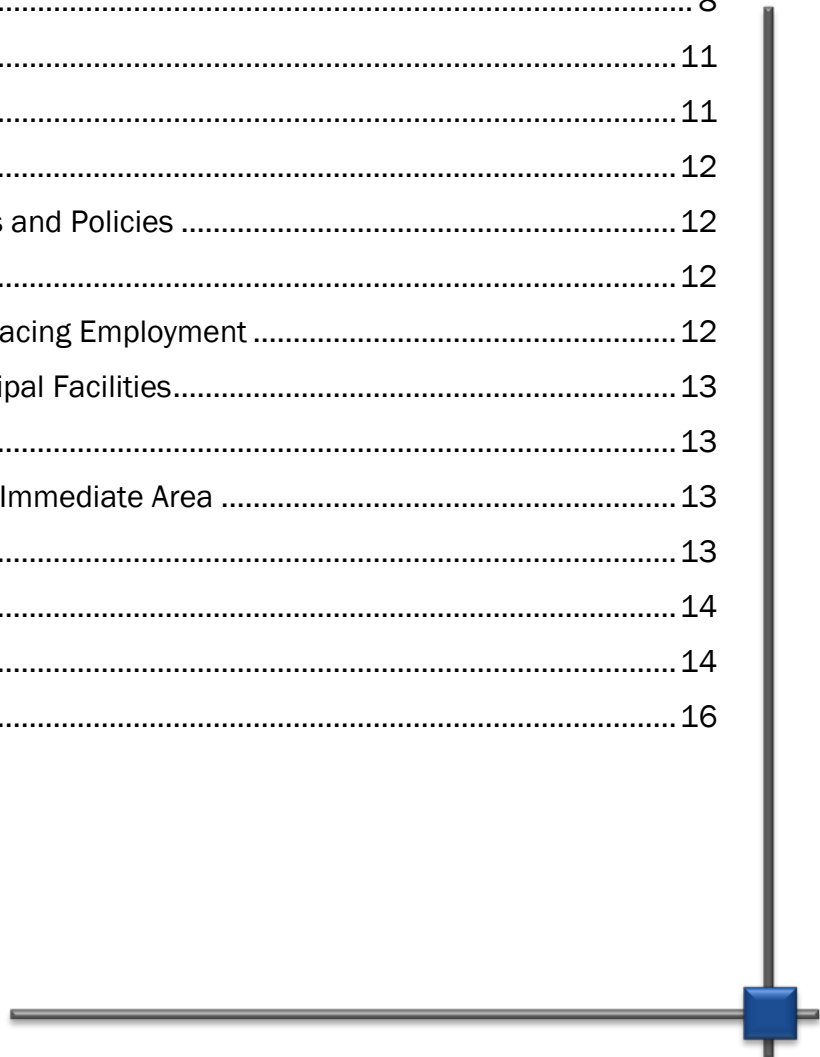 ........................................................................................ 8
...................................................................................... 11
...................................................................................... 11
...................................................................................... 12
s and Policies .............................................................. 12
...................................................................................... 12
acing Employment ..................................................... 12
ipal Facilities............................................................... 13
...................................................................................... 13
Immediate Area ......................................................... 13
...................................................................................... 13
...................................................................................... 14
...................................................................................... 14
...................................................................................... 16